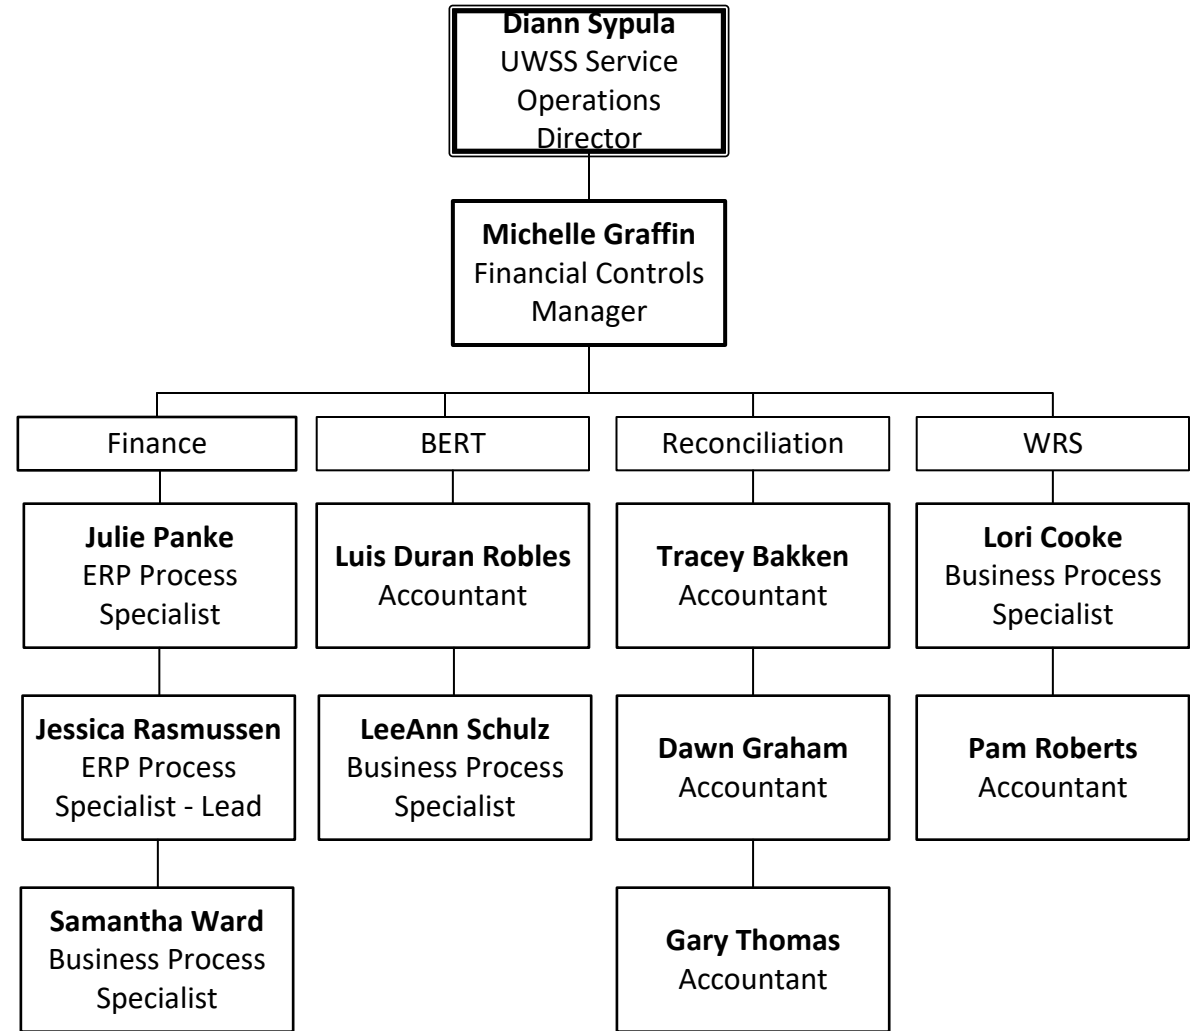 Diann Sypula
UWSS Service
Operations
Director
Michelle Graffin
Financial Controls
Manager
Finance
BERT
Reconciliation
WRS
Julie Panke
ERP Process
Specialist
Luis Duran Robles
Accountant
Tracey Bakken
Accountant
Lori Cooke
Business Process
Specialist
Jessica Rasmussen
ERP Process
Specialist - Lead
LeeAnn Schulz
Business Process
Specialist
Dawn Graham
Accountant
Pam Roberts
Accountant
Samantha Ward
Business Process
Specialist
Gary Thomas
Accountant